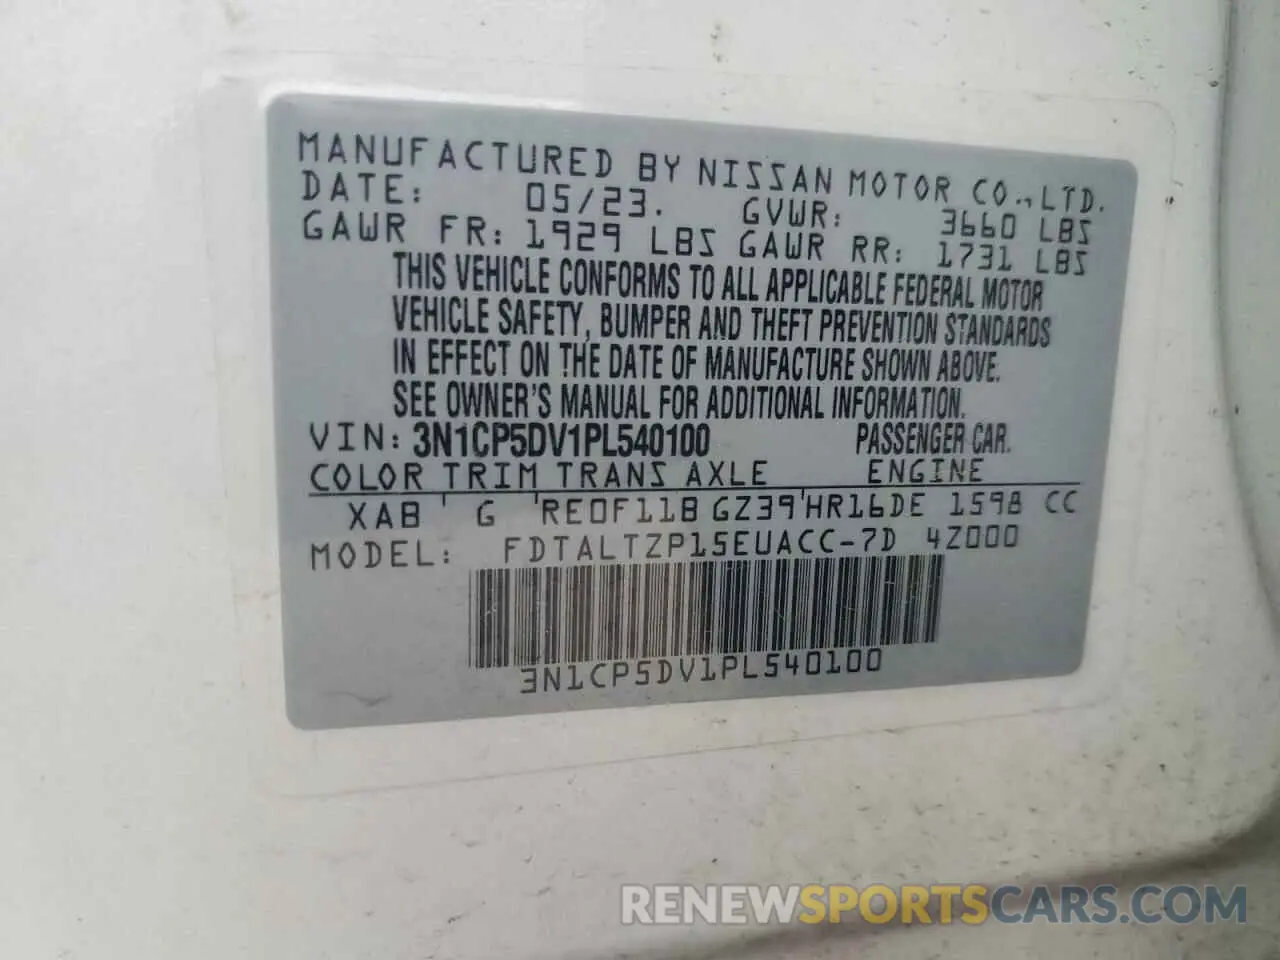 MANUFACTURED BY NISSAN MOTOR CO., LTD.
DATE: 05/23. GVWR: 3660 LBS
GAWR FR: 1929 LBS GAWR RR: 1731 LBS
THIS VEHICLE CONFORMS TO ALL APPLICABLE FEDERAL MOTOR
VEHICLE SAFETY, BUMPER AND THEFT PREVENTION STANDARDS
IN EFFECT ON THE DATE OF MANUFACTURE SHOWN ABOVE.
SEE OWNER'S MANUAL FOR ADDITIONAL INFORMATION.
VIN: 3N1CP5DV1PL540100 PASSENGER CAR.
COLOR TRIM TRANS AXLE ENGINE
XAB G RE0F11B GZ39 HR16DE 1598 CC
MODEL: FDTALTZP15EUACC-7D 4Z000
3N1CP5DV1PL540100
RENEWSPORTSCARS.COM